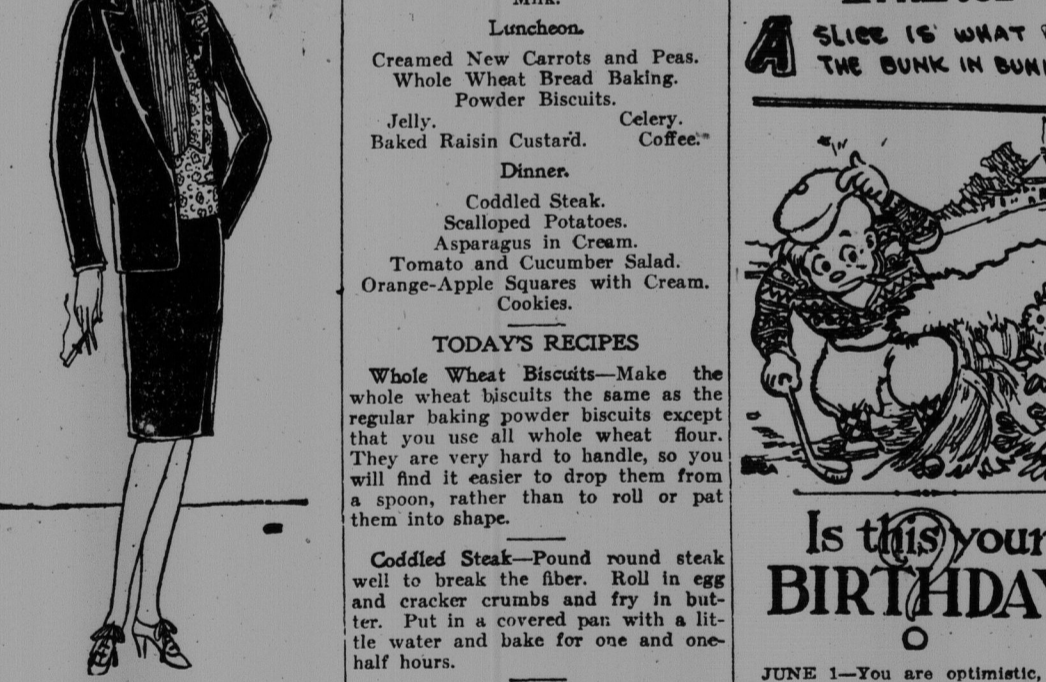 Milk.
Luncheon.
Creamed New Carrots and Peas.
Whole Wheat Bread Baking.
Powder Biscuits.
Jelly. Celery.
Baked Raisin Custard. Coffee.
Dinner.
Coddled Steak.
Scalloped Potatoes.
Asparagus in Cream.
Tomato and Cucumber Salad.
Orange-Apple Squares with Cream.
Cookies.
TODAY'S RECIPES
Whole Wheat Biscuits—Make the
whole wheat biscuits the same as the
regular baking powder biscuits except
that you use all whole wheat flour.
They are very hard to handle, so you
will find it easier to drop them from
a spoon, rather than to roll or pat
them into shape.
Coddled Steak—Pound round steak
well to break the fiber. Roll in egg
and cracker crumbs and fry in but-
ter. Put in a covered pan with a lit-
tle water and bake for one and one-
half hours.
A SLICE IS WHAT
THE BUNK IN
Is this your
BIRTHDAY
?
JUNE 1—You are optimistic,